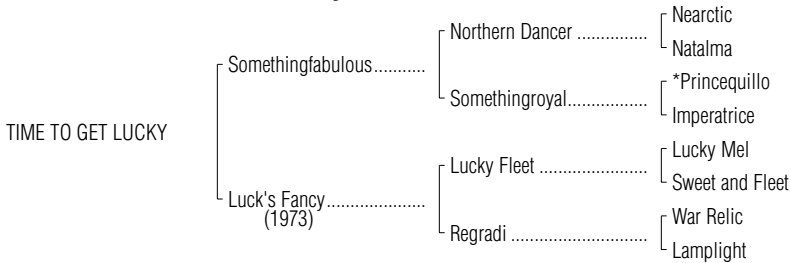 Nearctic
Northern Dancer ................
Natalma
Somethingfabulous...........
*Princequillo
Somethingroyal.................
Imperatrice
TIME TO GET LUCKY
Lucky Mel
Lucky Fleet ........................
Sweet and Fleet
Luck's Fancy.....................
(1973)
War Relic
Regradi .............................
Lamplight